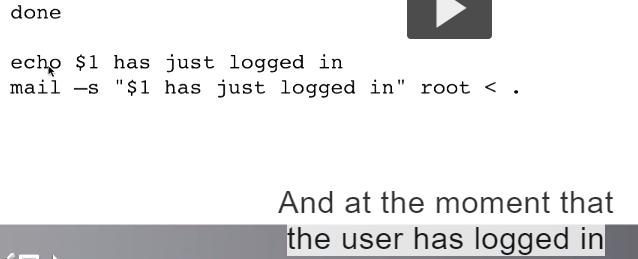 done
echo $1 has just logged in
mail –s "$1 has just logged in" root < .
And at the moment that
the user has logged in